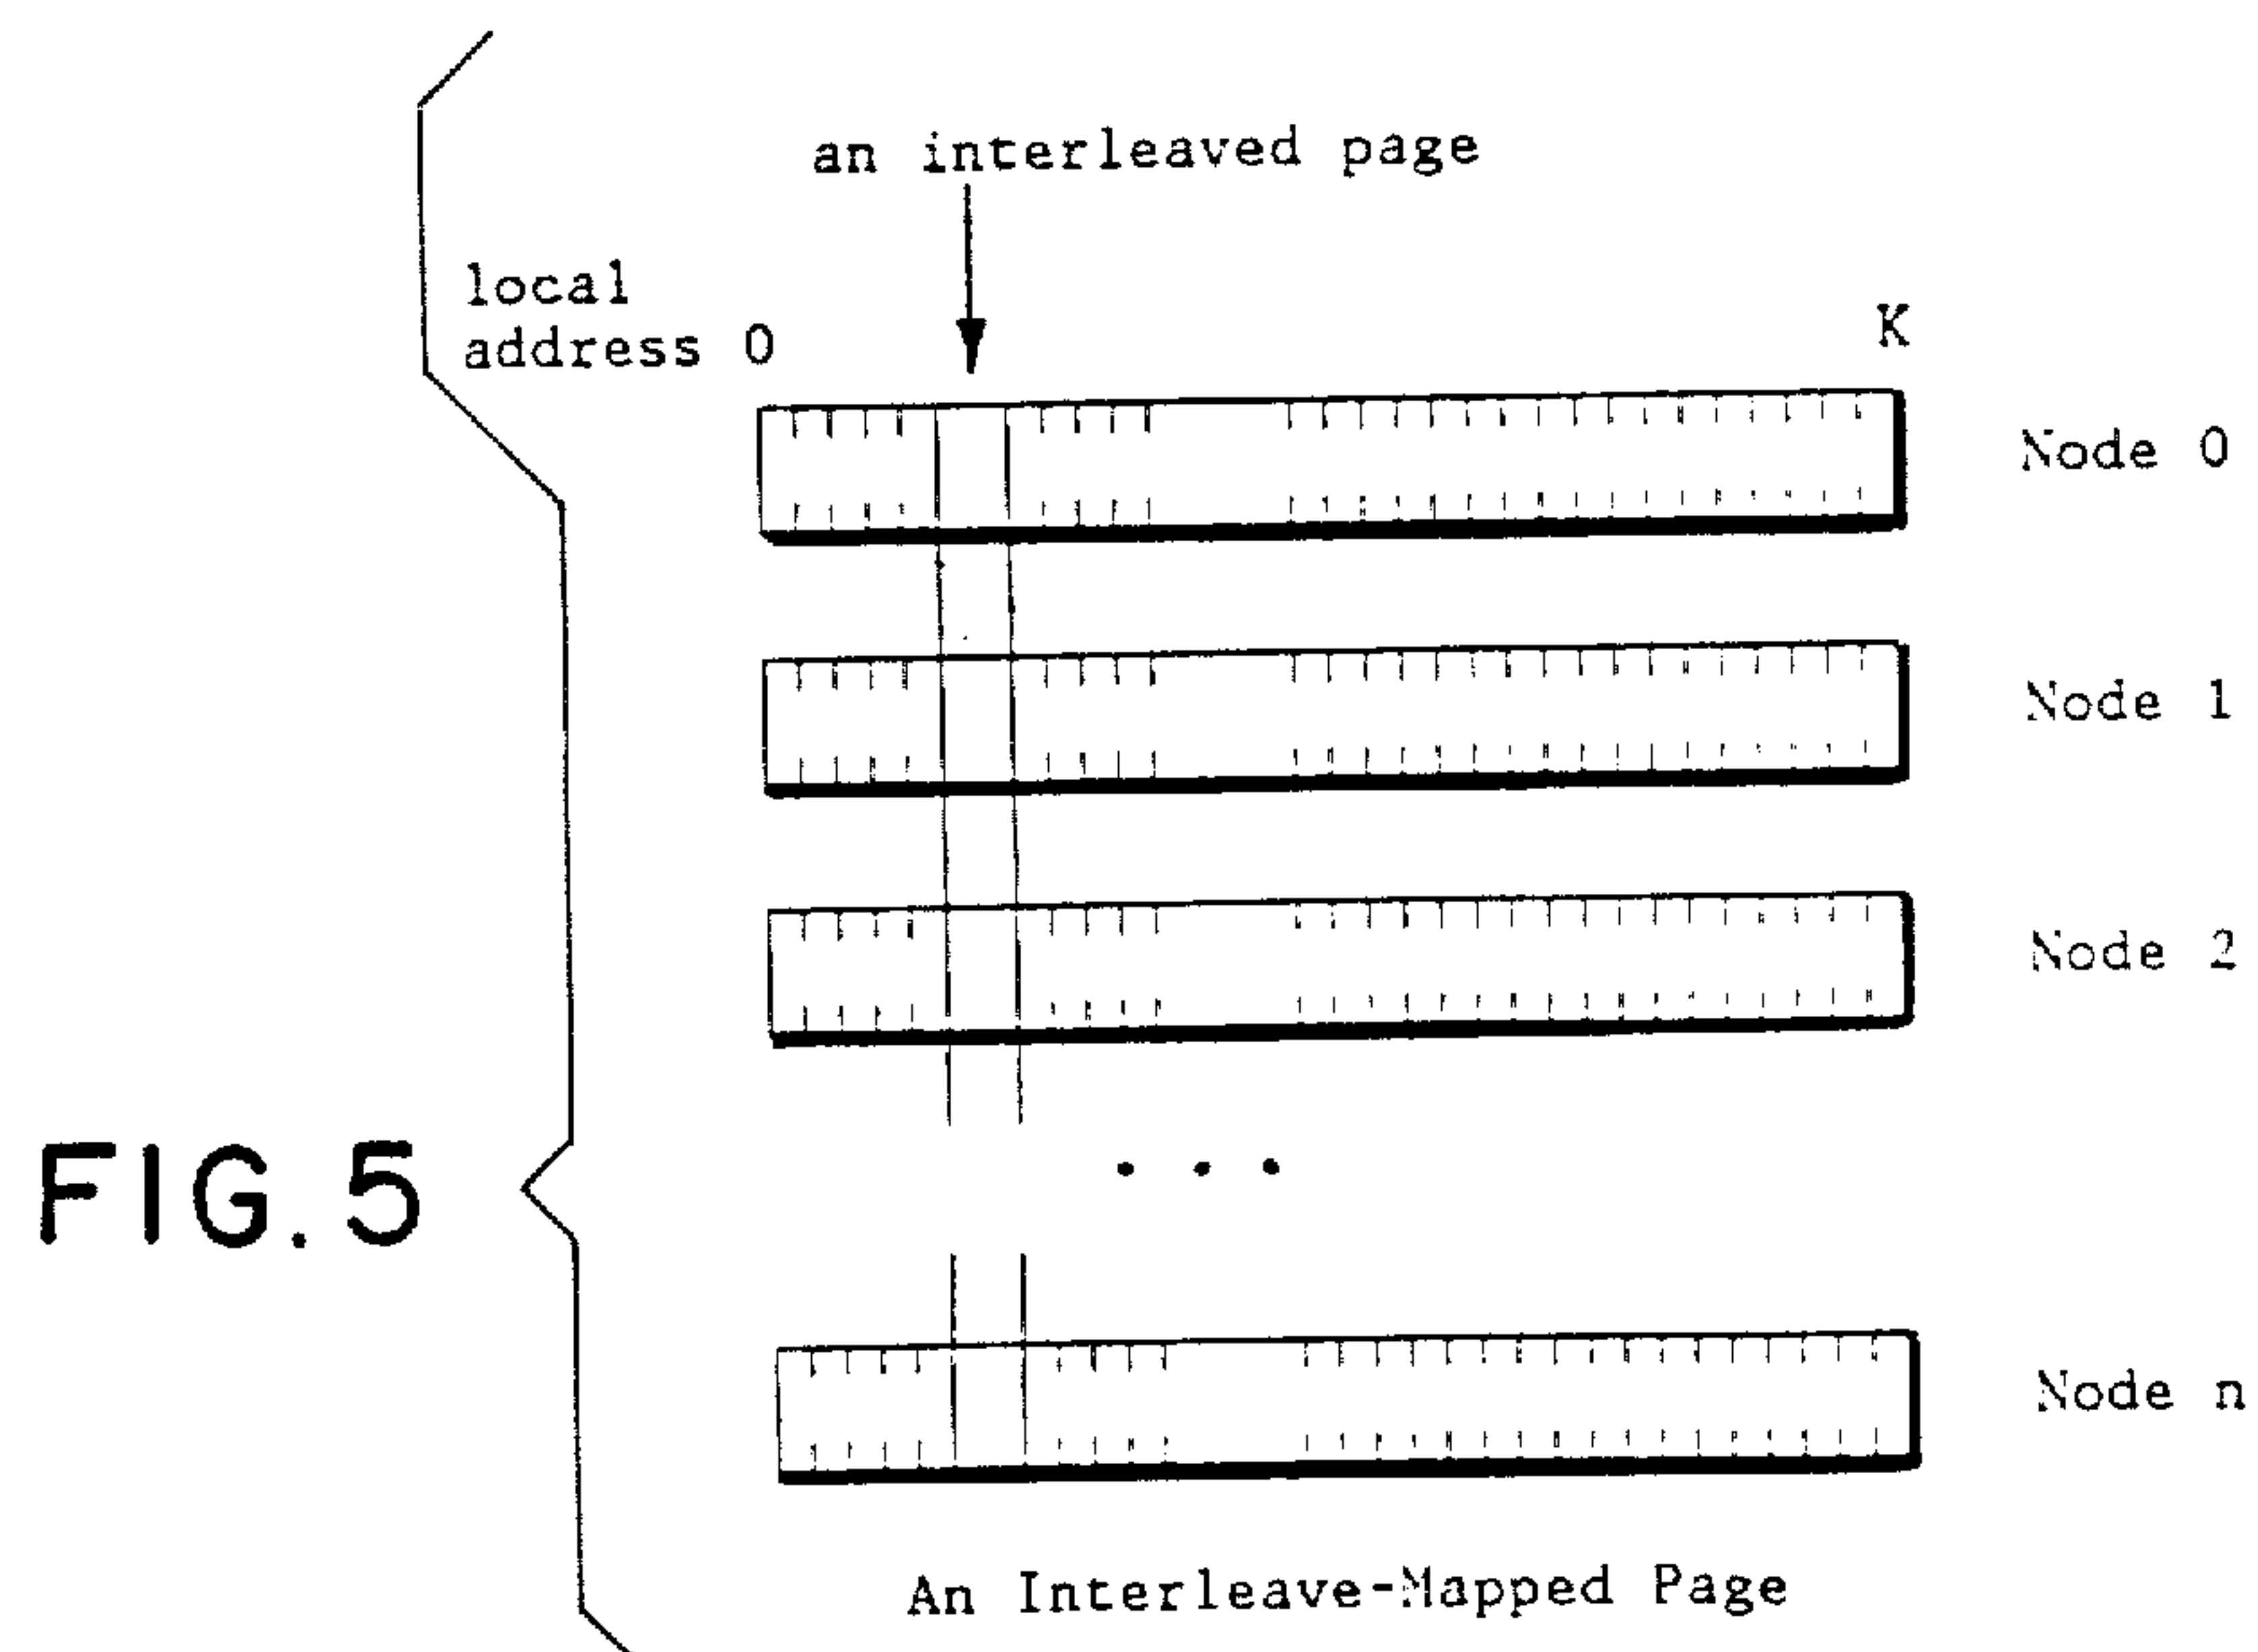 an interleaved page
local
address 0
K
Node 0
Node 1
Node 2
FIG. 5
. . .
Node n
An Interleave-Mapped Page